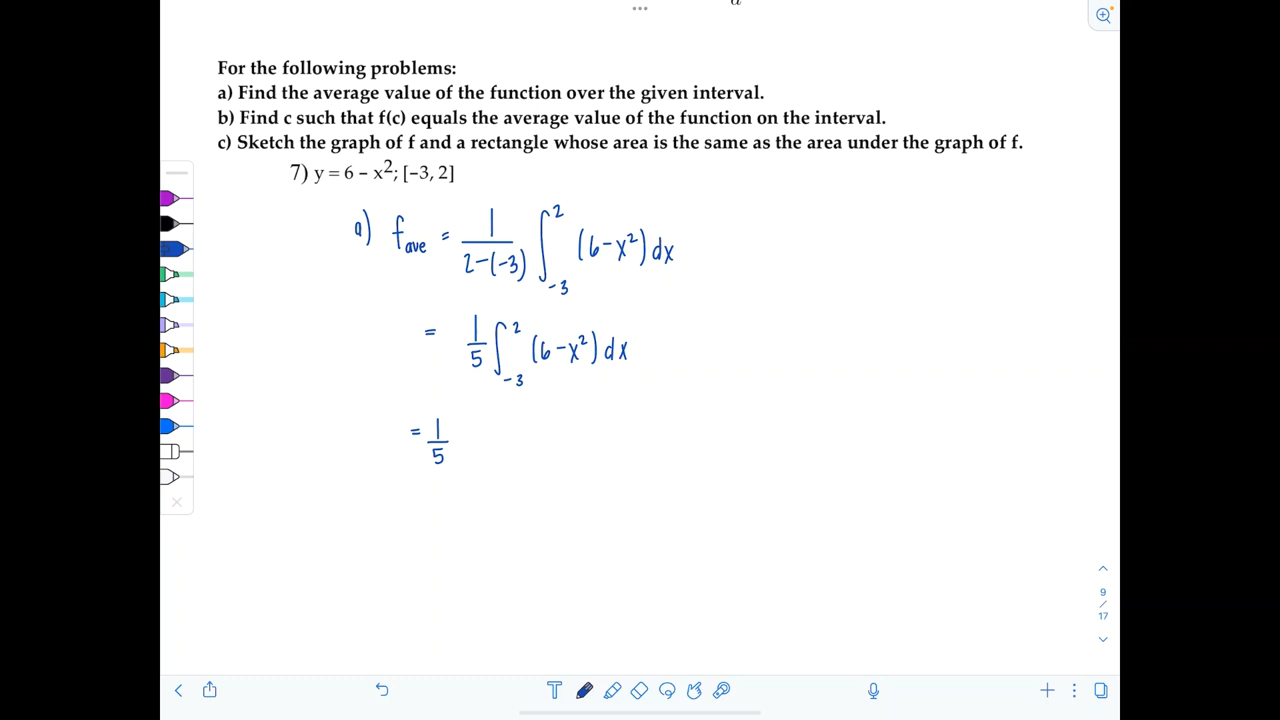 For the following problems:
a) Find the average value of the function over the given interval.
b) Find c such that f(c) equals the average value of the function on the interval.
c) Sketch the graph of f and a rectangle whose area is the same as the area under the graph of f.
7) y = 6 – x²; [–3, 2]
a) f_ave = 1/(2-(-3)) ∫_{-3}^{2} (6-x²) dx
= 1/5 ∫_{-3}^{2} (6-x²) dx
= 1/5
9
/
17
T